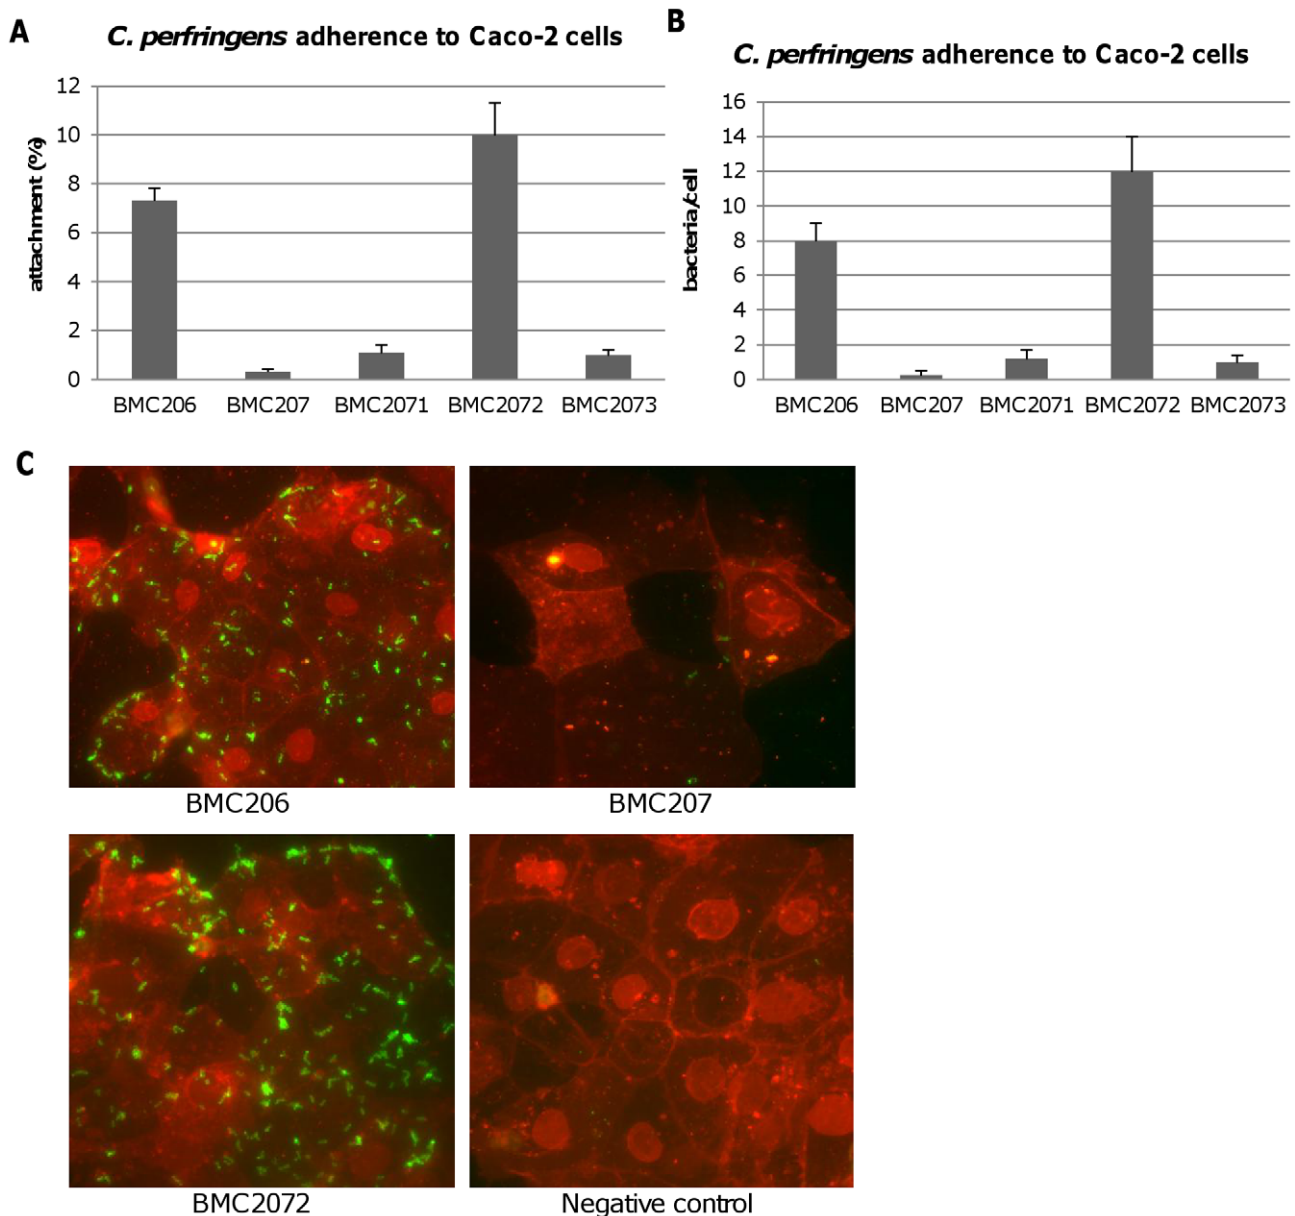 A
C. perfringens adherence to Caco-2 cells
12
10
8
6
4
2
0
attachment (%)
BMC206 BMC207 BMC2071 BMC2072 BMC2073
B
C. perfringens adherence to Caco-2 cells
16
14
12
10
8
6
4
2
0
bacteria/cell
BMC206 BMC207 BMC2071 BMC2072 BMC2073
C
BMC206
BMC207
BMC2072
Negative control